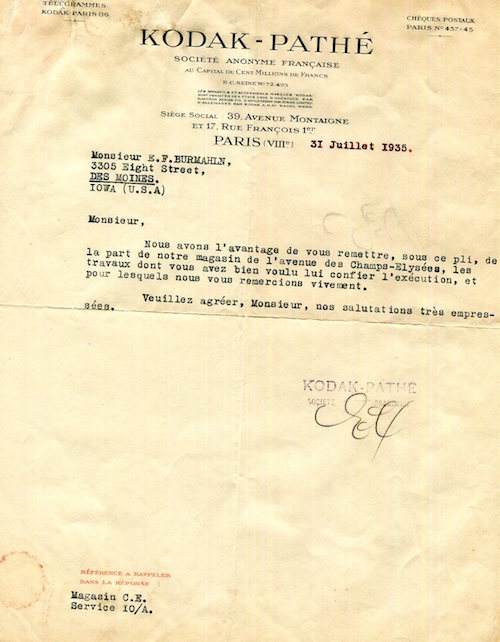 TÉLÉGRAMMES
KODAK-PARIS 86
CHÈQUES POSTAUX
PARIS No 437-45
KODAK-PATHÉ
SOCIÉTÉ ANONYME FRANÇAISE
AU CAPITAL DE CENT MILLIONS DE FRANCS
R.C. SEINE No 72.403
SIÈGE SOCIAL: 39, AVENUE MONTAIGNE
ET 17, RUE FRANÇOIS 1er
PARIS (VIIIe) 31 Juillet 1935.
Monsieur E.F.BURMAHLN,
3305 Eight Street,
DES MOINES.
IOWA (U.S.A)
Monsieur,
Nous avons l'avantage de vous remettre, sous ce pli, de
la part de notre magasin de l'avenue des Champs-Elysées, les
travaux dont vous avez bien voulu lui confier l'exécution, et
pour lesquels nous vous remercions vivement.
Veuillez agréer, Monsieur, nos salutations très empres-
sées.
KODAK-PATHÉ
SOCIÉTÉ
RÉFÉRENCE A RAPPELER
DANS LA RÉPONSE
Magasin C.E.
Service IO/A.